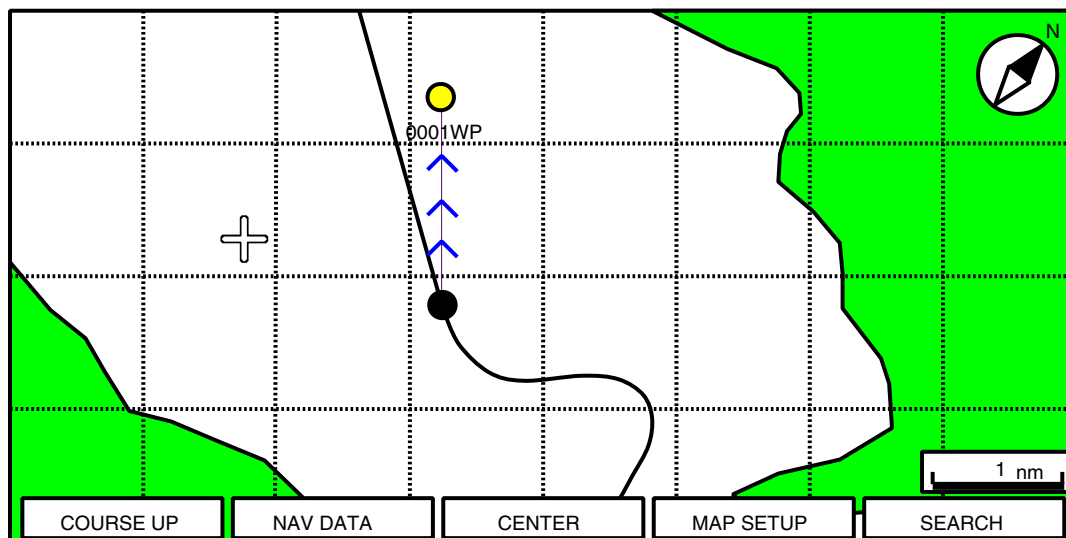 N
0001WP
1 nm
COURSE UP
NAV DATA
CENTER
MAP SETUP
SEARCH